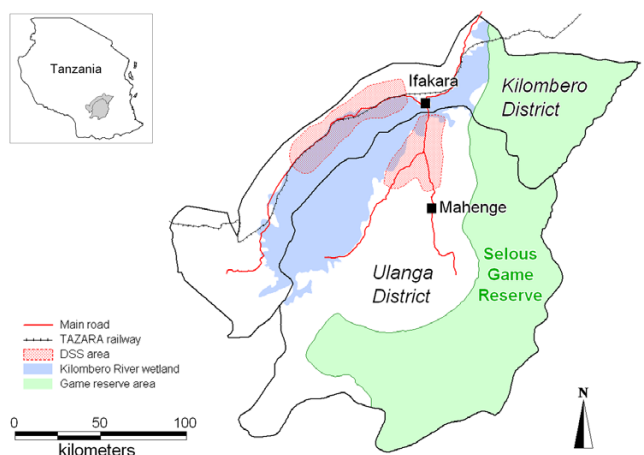 Tanzania
Ifakara
Kilombero
District
Mahenge
Selous
Game
Reserve
Ulanga
District
Main road
TAZARA railway
DSS area
Kilombero River wetland
Game reserve area
0 50 100
kilometers
N